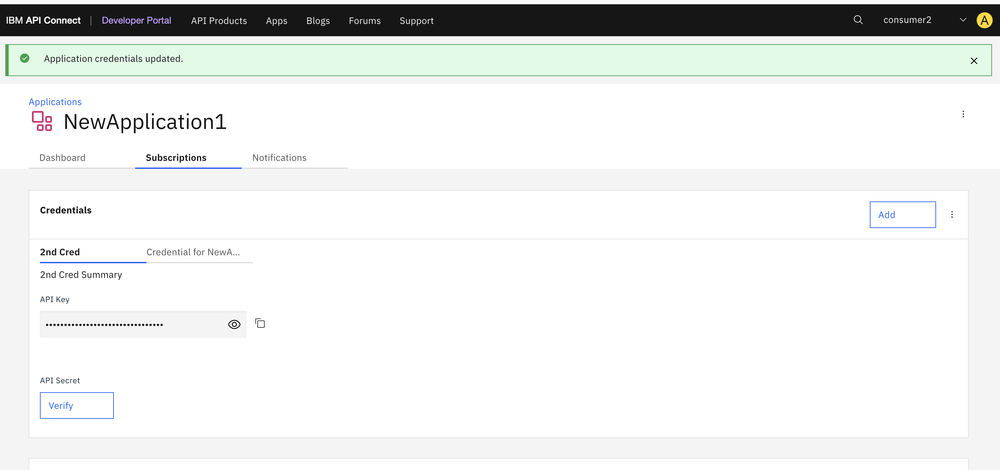 IBM API Connect | Developer Portal API Products Apps Blogs Forums Support consumer2 A
Application credentials updated.
Applications
NewApplication1
Dashboard Subscriptions Notifications
Credentials Add
2nd Cred Credential for NewA...
2nd Cred Summary
API Key
••••••••••••••••••••••••••••••••
API Secret
Verify